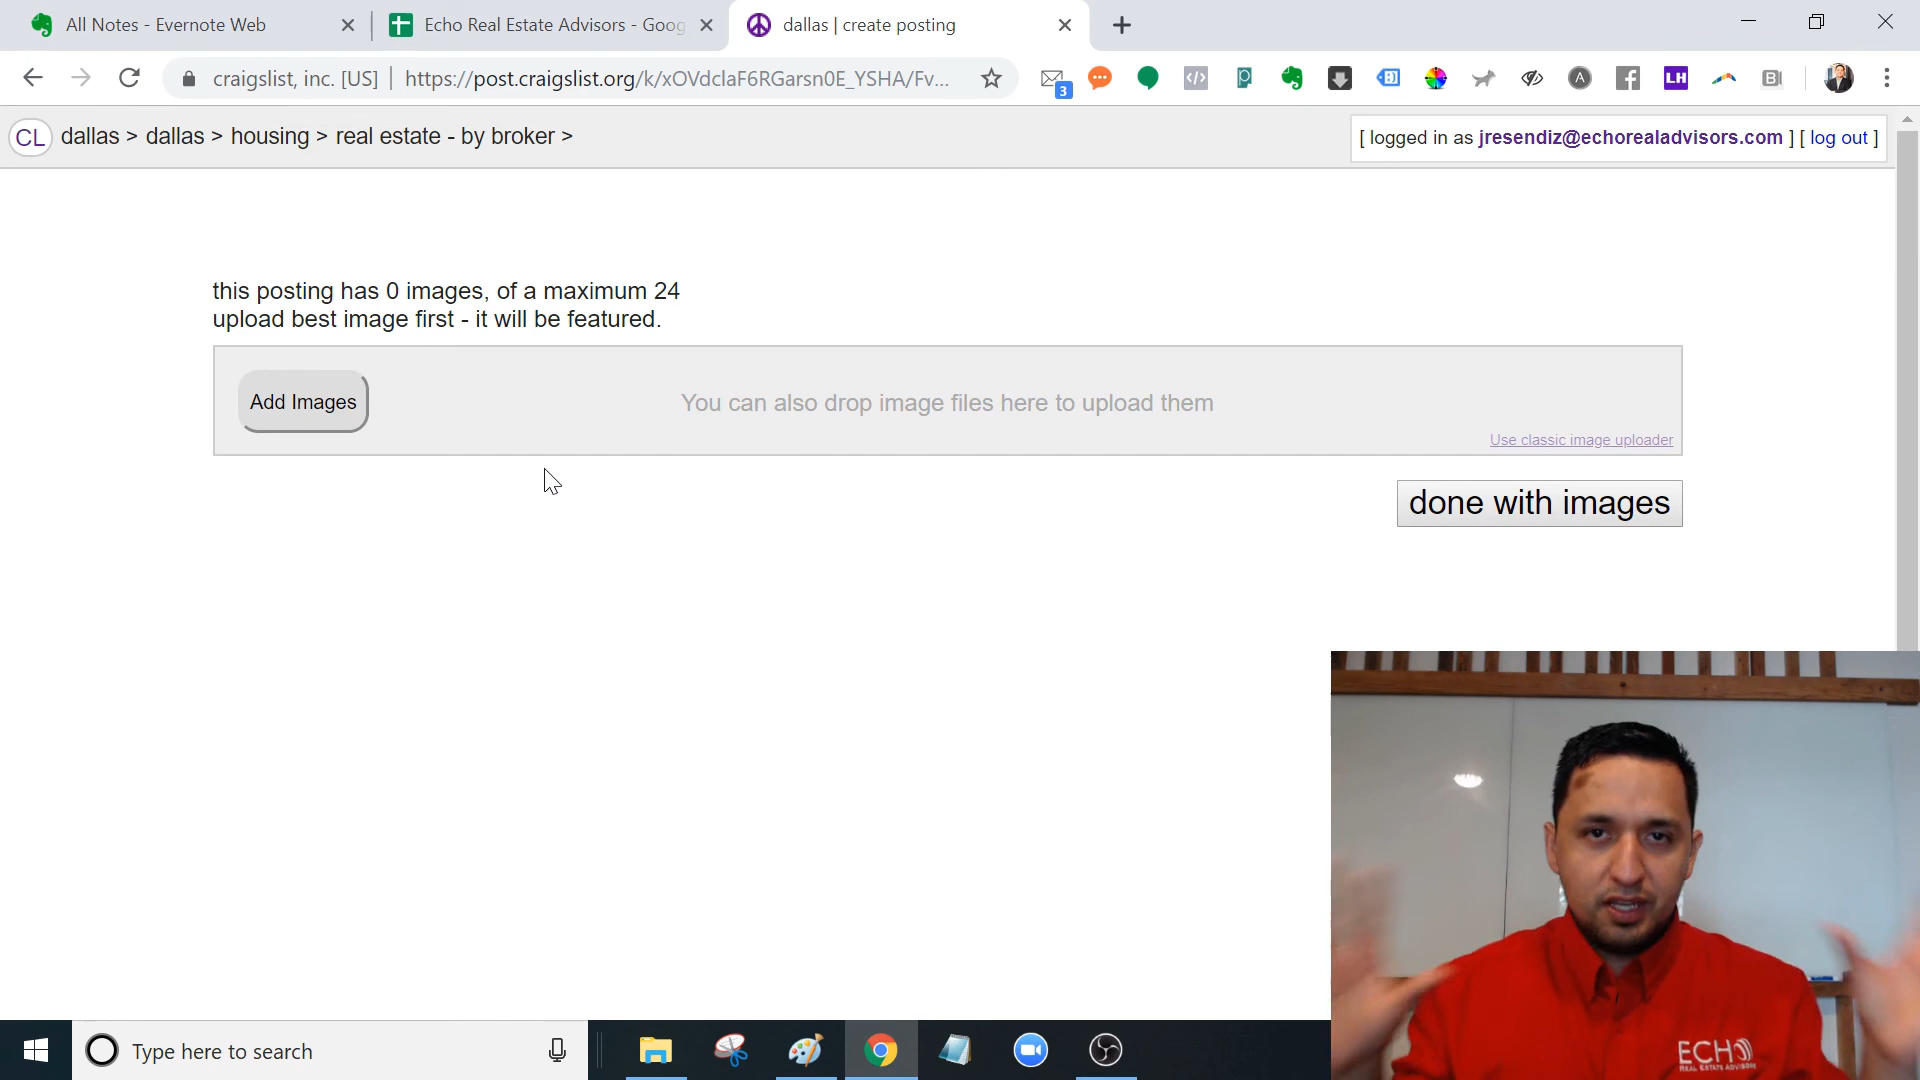 All Notes - Evernote Web
Echo Real Estate Advisors - Goog
dallas | create posting
craigslist, inc. [US]
https://post.craigslist.org/k/xOVdclaF6RGarsn0E_YSHA/Fv...
3
LH
CL dallas > dallas > housing > real estate - by broker >
[ logged in as jresendiz@echorealadvisors.com ] [ log out ]
this posting has 0 images, of a maximum 24
upload best image first - it will be featured.
Add Images
You can also drop image files here to upload them
Use classic image uploader
done with images
ECHO
REAL ESTATE ADVISORS
Type here to search